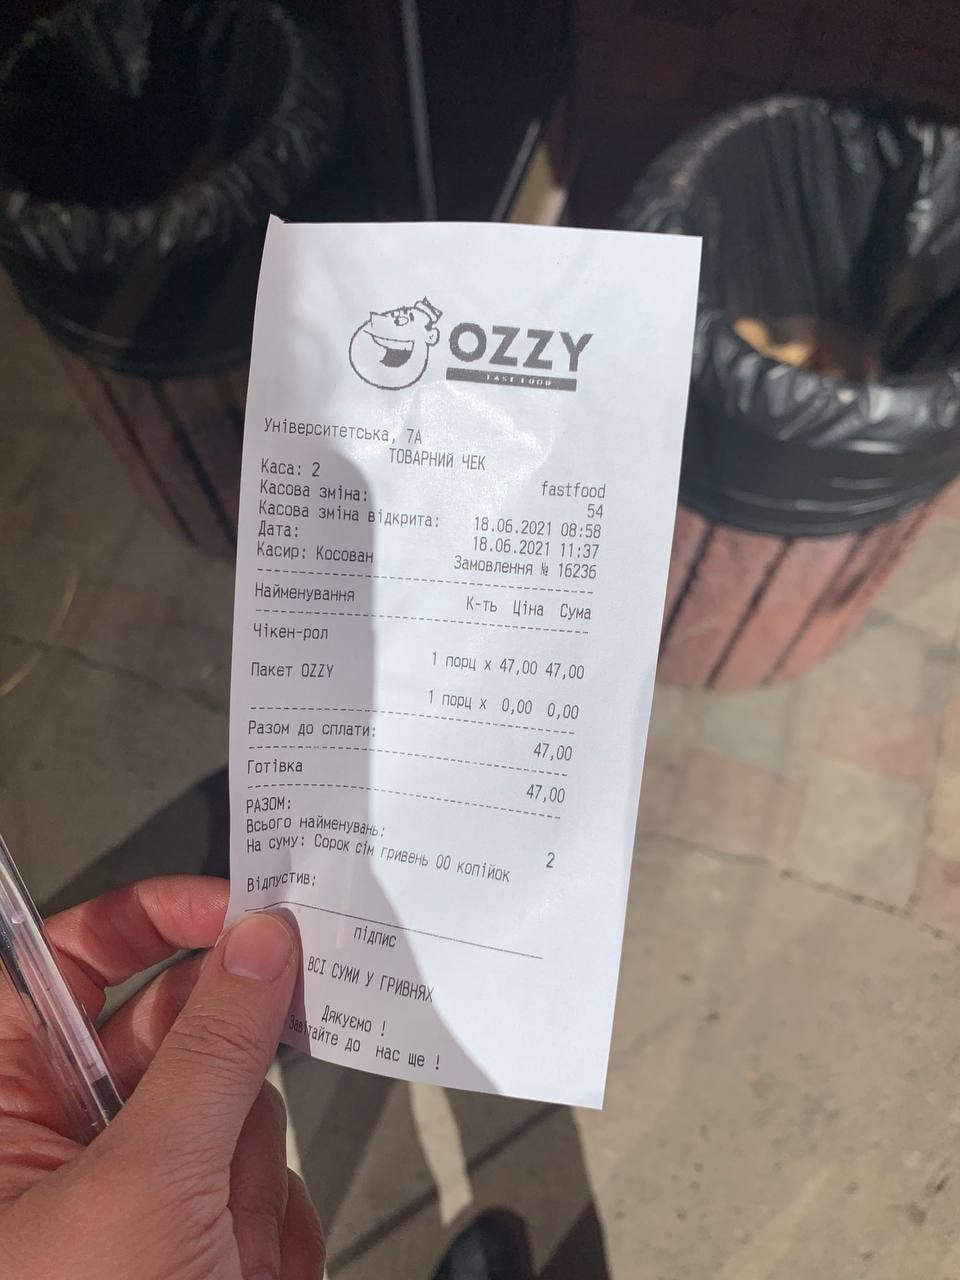 OZZY
FAST FOOD
Університетська, 7А
ТОВАРНИЙ ЧЕК
Каса: 2 fastfood
Касова зміна: 54
Касова зміна відкрита: 18.06.2021 08:58
Дата: 18.06.2021 11:37
Касир: Косован Замовлення № 16236
Найменування К-ть Ціна Сума
Чікен-рол
1 порц х 47,00 47,00
Пакет OZZY
1 порц х 0,00 0,00
Разом до сплати: 47,00
Готівка 47,00
РАЗОМ:
Всього найменувань: 2
На суму: Сорок сім гривень 00 копійок
Відпустив:
підпис
ВСІ СУМИ У ГРИВНЯХ
Дякуємо !
Завітайте до нас ще !